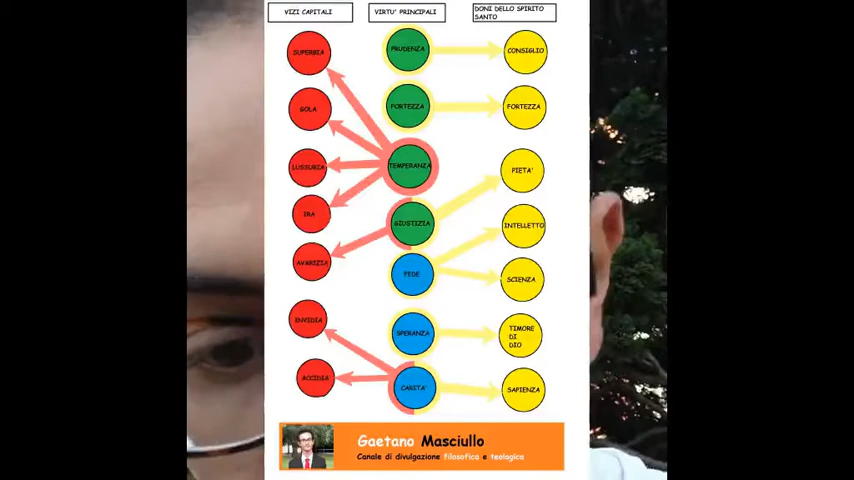 VIZI CAPITALI
VIRTU' PRINCIPALI
DONI DELLO SPIRITO
SANTO
SUPERBIA
PRUDENZA
CONSIGLIO
GOLA
FORTEZZA
FORTEZZA
LUSSURIA
TEMPERANZA
PIETA'
IRA
GIUSTIZIA
INTELLETTO
AVARIZIA
FEDE
SCIENZA
INVIDIA
SPERANZA
TIMORE
DI
DIO
ACCIDIA
CARITA'
SAPIENZA
Gaetano Masciullo
Canale di divulgazione filosofica e teologica